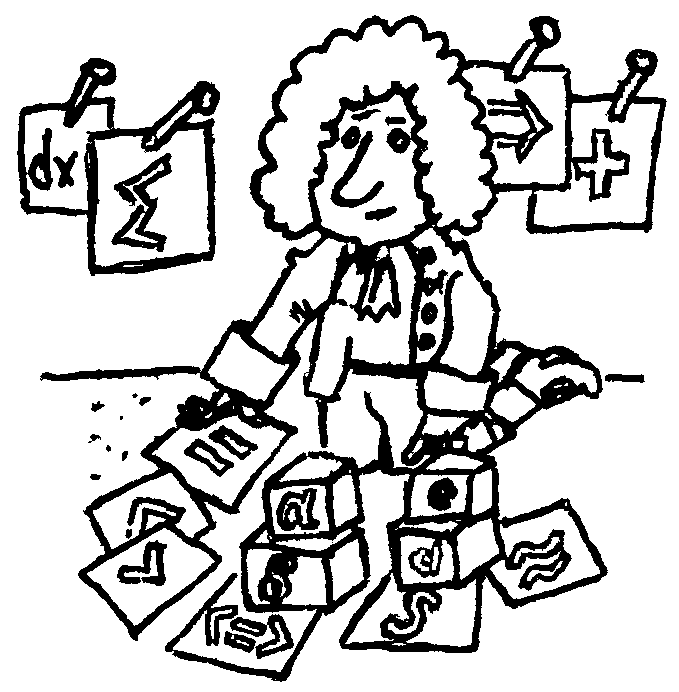 dx
∑
⇒
+
=
a
e
d
≈
⇔
S